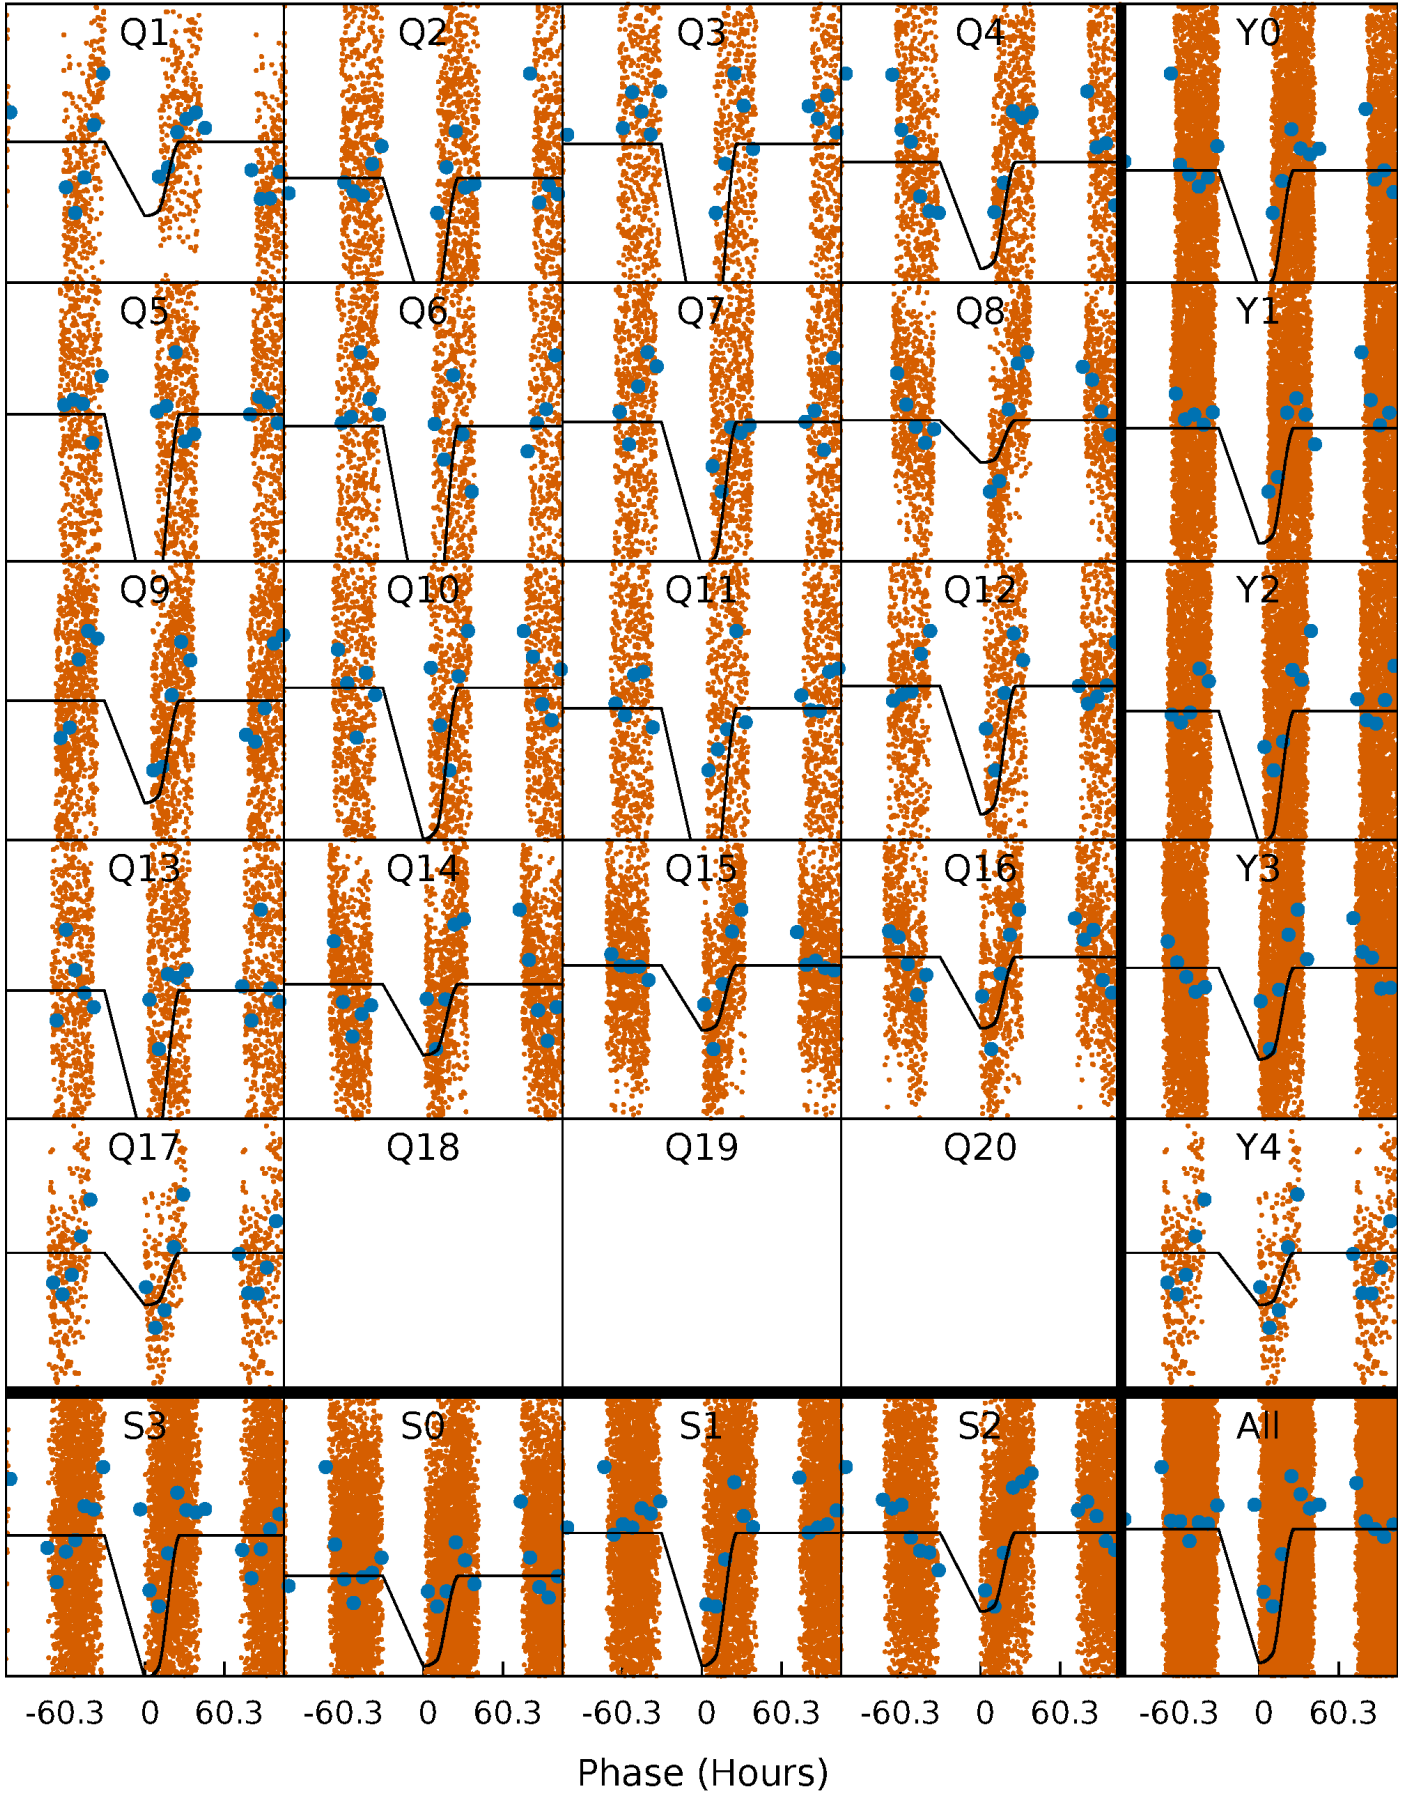 Q1 Q2 Q3 Q4 Y0
Q5 Q6 Q7 Q8 Y1
Q9 Q10 Q11 Q12 Y2
Q13 Q14 Q15 Q16 Y3
Q17 Q18 Q19 Q20 Y4
S3 S0 S1 S2 All
-60.3 0 60.3 -60.3 0 60.3 -60.3 0 60.3 -60.3 0 60.3 -60.3 0 60.3
Phase (Hours)